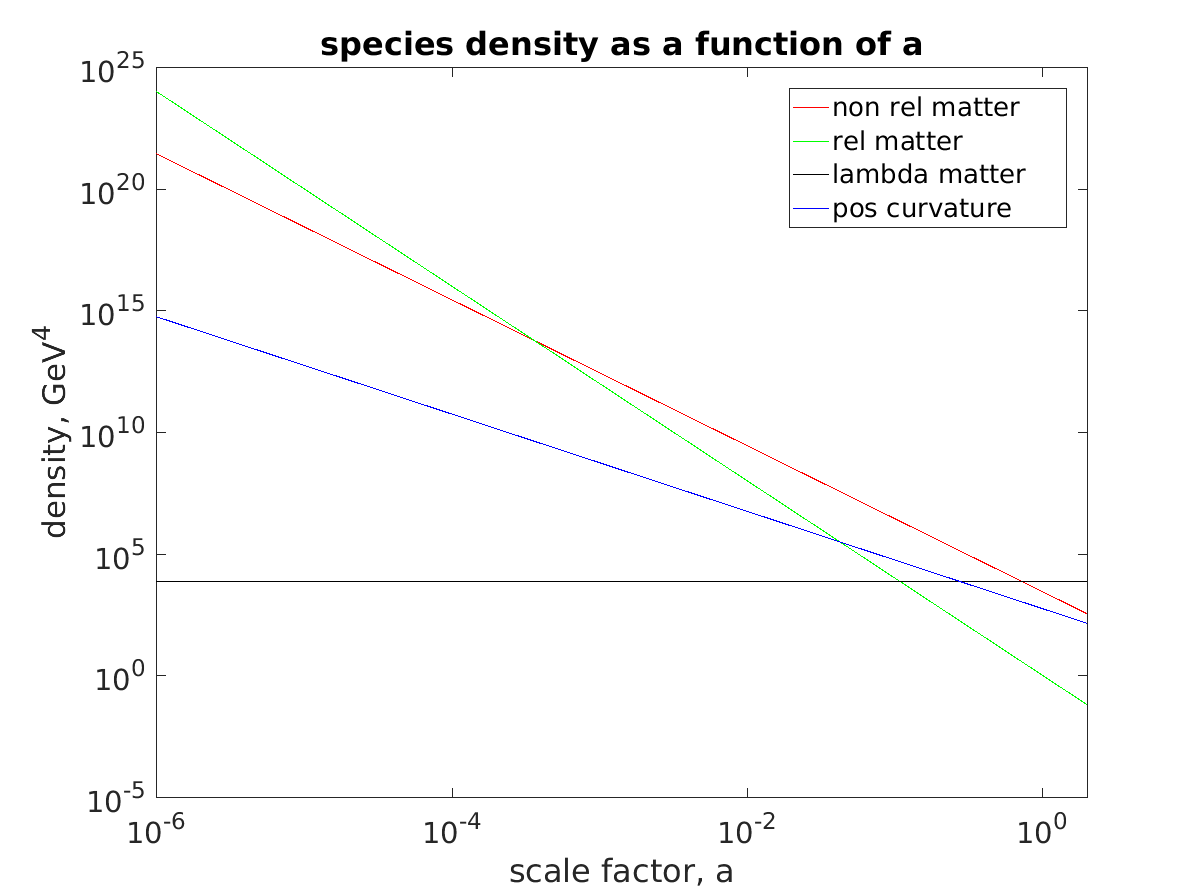 species density as a function of a
10^25
10^20
10^15
10^10
10^5
10^0
10^-5
density, GeV^4
non rel matter
rel matter
lambda matter
pos curvature
10^-6
10^-4
10^-2
10^0
scale factor, a